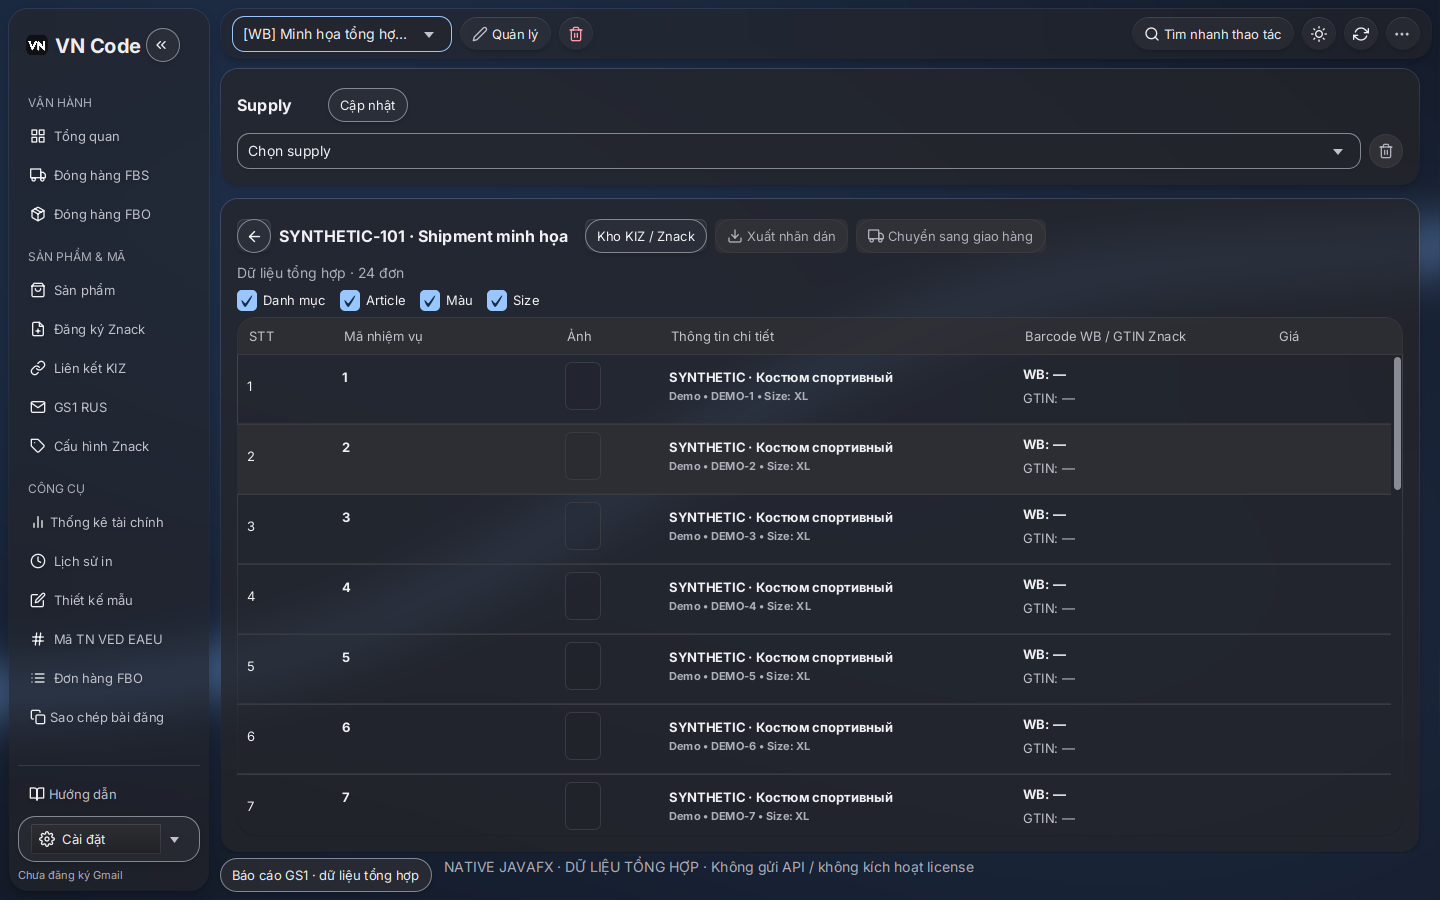 VN VN Code
VẬN HÀNH
Tổng quan
Đóng hàng FBS
Đóng hàng FBO
SẢN PHẨM & MÃ
Sản phẩm
Đăng ký Znack
Liên kết KIZ
GS1 RUS
Cấu hình Znack
CÔNG CỤ
Thống kê tài chính
Lịch sử in
Thiết kế mẫu
Mã TN VED EAEU
Đơn hàng FBO
Sao chép bài đăng
Hướng dẫn
Cài đặt
Chưa đăng ký Gmail
[WB] Minh họa tổng hợ... Quản lý Tìm nhanh thao tác
Supply Cập nhật
Chọn supply
SYNTHETIC-101 · Shipment minh họa Kho KIZ / Znack Xuất nhãn dán Chuyển sang giao hàng
Dữ liệu tổng hợp · 24 đơn
Danh mục Article Màu Size
STT Mã nhiệm vụ Ảnh Thông tin chi tiết Barcode WB / GTIN Znack Giá
1 1 SYNTHETIC · Костюм спортивный WB: —
Demo • DEMO-1 • Size: XL GTIN: —
2 2 SYNTHETIC · Костюм спортивный WB: —
Demo • DEMO-2 • Size: XL GTIN: —
3 3 SYNTHETIC · Костюм спортивный WB: —
Demo • DEMO-3 • Size: XL GTIN: —
4 4 SYNTHETIC · Костюм спортивный WB: —
Demo • DEMO-4 • Size: XL GTIN: —
5 5 SYNTHETIC · Костюм спортивный WB: —
Demo • DEMO-5 • Size: XL GTIN: —
6 6 SYNTHETIC · Костюм спортивный WB: —
Demo • DEMO-6 • Size: XL GTIN: —
7 7 SYNTHETIC · Костюм спортивный WB: —
Demo • DEMO-7 • Size: XL GTIN: —
Báo cáo GS1 · dữ liệu tổng hợp NATIVE JAVAFX · DỮ LIỆU TỔNG HỢP · Không gửi API / không kích hoạt license